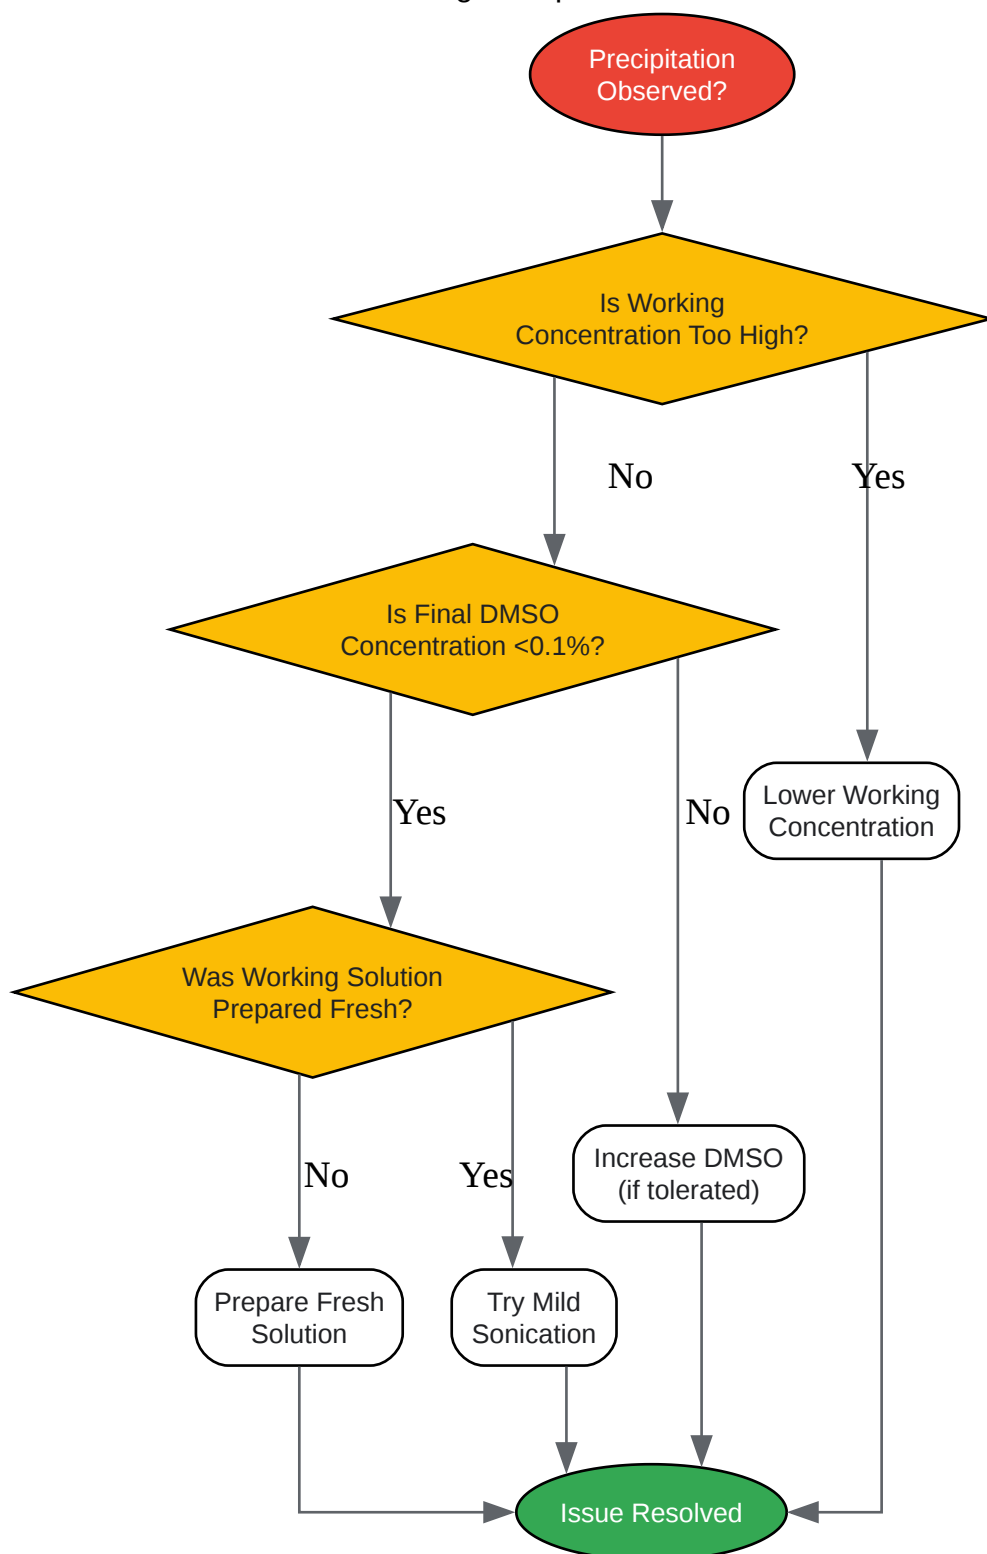 Precipitation
Observed?
Is Working
Concentration Too High?
No
Yes
Is Final DMSO
Concentration <0.1%?
Yes
No
Lower Working
Concentration
Was Working Solution
Prepared Fresh?
No
Yes
Increase DMSO
(if tolerated)
Prepare Fresh
Solution
Try Mild
Sonication
Issue Resolved